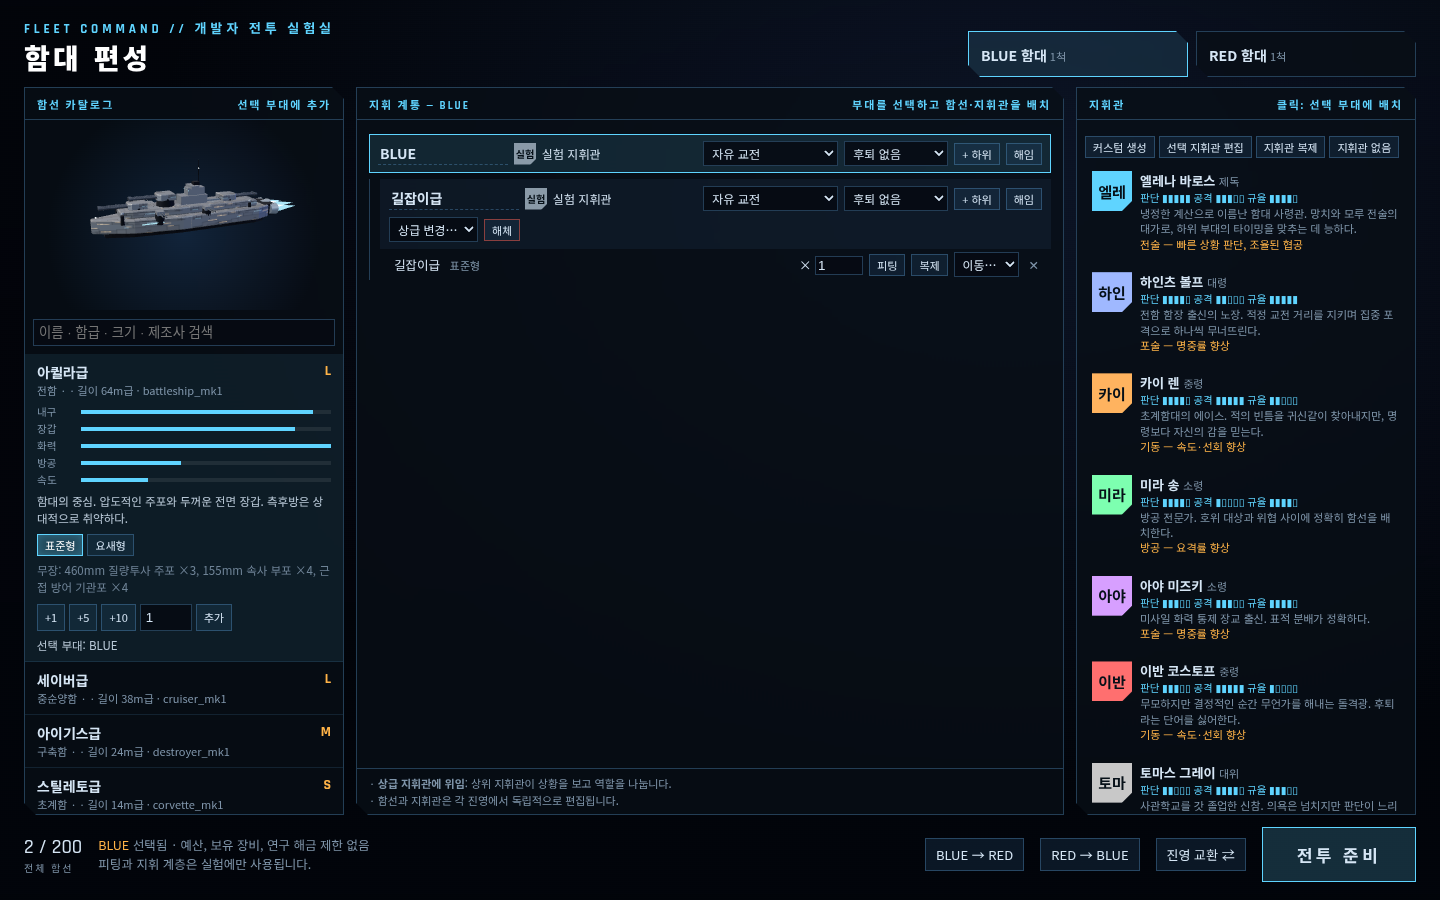 FLEET COMMAND // 개발자 전투 실험실
함대 편성
BLUE 함대 1척
RED 함대 1척
함선 카탈로그
선택 부대에 추가
이름 · 함급 · 크기 · 제조사 검색
아퀼라급 L
전함 · · 길이 64m급 · battleship_mk1
내구
장갑
화력
방공
속도
함대의 중심. 압도적인 주포와 두꺼운 전면 장갑. 측후방은 상
대적으로 취약하다.
표준형 요새형
무장: 460mm 질량투사 주포 ×3, 155mm 속사 부포 ×4, 근
접 방어 기관포 ×4
+1 +5 +10 1 추가
선택 부대: BLUE
세이버급 L
중순양함 · · 길이 38m급 · cruiser_mk1
아이기스급 M
구축함 · · 길이 24m급 · destroyer_mk1
스틸레토급 S
초계함 · · 길이 14m급 · corvette_mk1
지휘 계통 — BLUE
부대를 선택하고 함선·지휘관을 배치
BLUE 실험 실험 지휘관 자유 교전 후퇴 없음 + 하위 해임
길잡이급 실험 실험 지휘관 자유 교전 후퇴 없음 + 하위 해임
상급 변경… 해체
길잡이급 표준형 × 1 피팅 복제 이동… ×
· 상급 지휘관에 위임: 상위 지휘관이 상황을 보고 역할을 나눕니다.
· 함선과 지휘관은 각 진영에서 독립적으로 편집됩니다.
지휘관
클릭: 선택 부대에 배치
커스텀 생성 선택 지휘관 편집 지휘관 복제 지휘관 없음
엘레 엘레나 바로스 제독
판단 ▮▮▮▮▮ 공격 ▮▮▮▯▯ 규율 ▮▮▮▮▯
냉정한 계산으로 이름난 함대 사령관. 망치와 모루 전술의
대가로, 하위 부대의 타이밍을 맞추는 데 능하다.
전술 — 빠른 상황 판단, 조율된 협공
하인 하인츠 볼프 대령
판단 ▮▮▮▮▯ 공격 ▮▮▯▯▯ 규율 ▮▮▮▮▮
전함 함장 출신의 노장. 적정 교전 거리를 지키며 집중 포
격으로 하나씩 무너뜨린다.
포술 — 명중률 향상
카이 카이 렌 중령
판단 ▮▮▮▮▯ 공격 ▮▮▮▮▮ 규율 ▮▮▯▯▯
초계함대의 에이스. 적의 빈틈을 귀신같이 찾아내지만, 명
령보다 자신의 감을 믿는다.
기동 — 속도·선회 향상
미라 미라 송 소령
판단 ▮▮▮▮▯ 공격 ▮▯▯▯▯ 규율 ▮▮▮▮▯
방공 전문가. 호위 대상과 위협 사이에 정확히 함선을 배
치한다.
방공 — 요격률 향상
아야 아야 미즈키 소령
판단 ▮▮▮▯▯ 공격 ▮▮▮▯▯ 규율 ▮▮▮▮▯
미사일 화력 통제 장교 출신. 표적 분배가 정확하다.
포술 — 명중률 향상
이반 이반 코스토프 중령
판단 ▮▮▮▯▯ 공격 ▮▮▮▮▮ 규율 ▮▯▯▯▯
무모하지만 결정적인 순간 무언가를 해내는 돌격광. 후퇴
라는 단어를 싫어한다.
기동 — 속도·선회 향상
토마 토마스 그레이 대위
판단 ▮▮▯▯▯ 공격 ▮▮▮▮▯ 규율 ▮▮▮▯▯
사관학교를 갓 졸업한 신참. 의욕은 넘치지만 판단이 느리
2 / 200
전체 함선
BLUE 선택됨 · 예산, 보유 장비, 연구 해금 제한 없음
피팅과 지휘 계층은 실험에만 사용됩니다.
BLUE → RED
RED → BLUE
진영 교환 ⇄
전투 준비